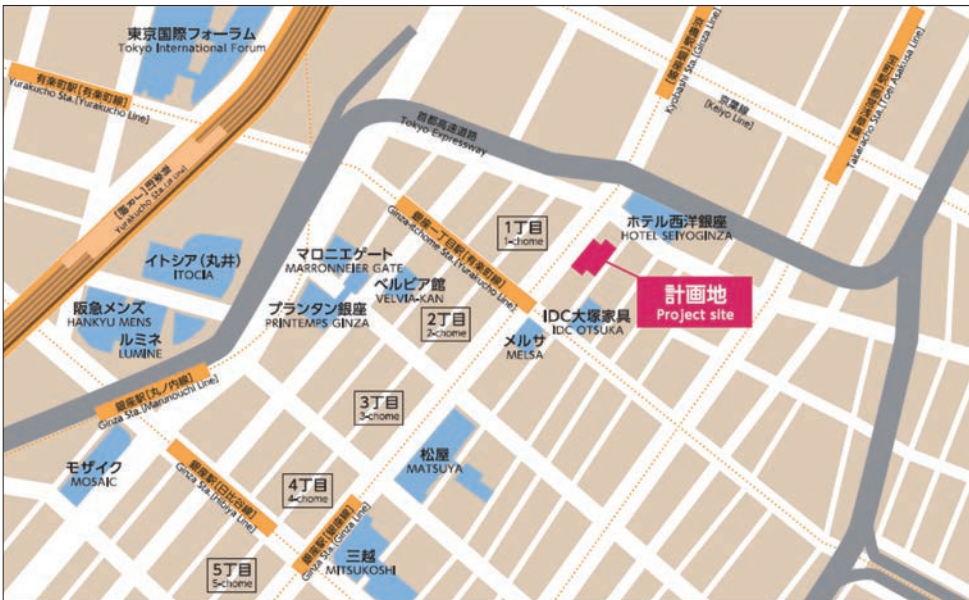 東京国際フォーラム
Tokyo International Forum
有楽町駅[有楽町線]
Yurakucho Sta.[Yurakucho Line]
有楽町駅[JR線]
Yurakucho Sta.[JR Line]
首都高速道路
Tokyo Expressway
京橋駅[銀座線]
Kyobashi Sta.[Ginza Line]
京葉線
[Keiyo Line]
宝町駅[都営浅草線]
Takaracho Sta.[Toei Asakusa Line]
銀座一丁目駅[有楽町線]
Ginza-itchome Sta.[Yurakucho Line]
1丁目
1-chome
ホテル西洋銀座
HOTEL SEIYOGINZA
計画地
Project site
イトシア(丸井)
ITOCIA
マロニエゲート
MARRONNEIER GATE
ベルビア館
VELVIA-KAN
プランタン銀座
PRINTEMPS GINZA
阪急メンズ
HANKYU MENS
ルミネ
LUMINE
2丁目
2-chome
IDC大塚家具
IDC OTSUKA
メルサ
MELSA
銀座駅[丸ノ内線]
Ginza Sta.[Marunouchi Line]
3丁目
3-chome
モザイク
MOSAIC
銀座駅[日比谷線]
Ginza Sta.[Hibiya Line]
4丁目
4-chome
松屋
MATSUYA
銀座駅[銀座線]
Ginza Sta.[Ginza Line]
三越
MITSUKOSHI
5丁目
5-chome